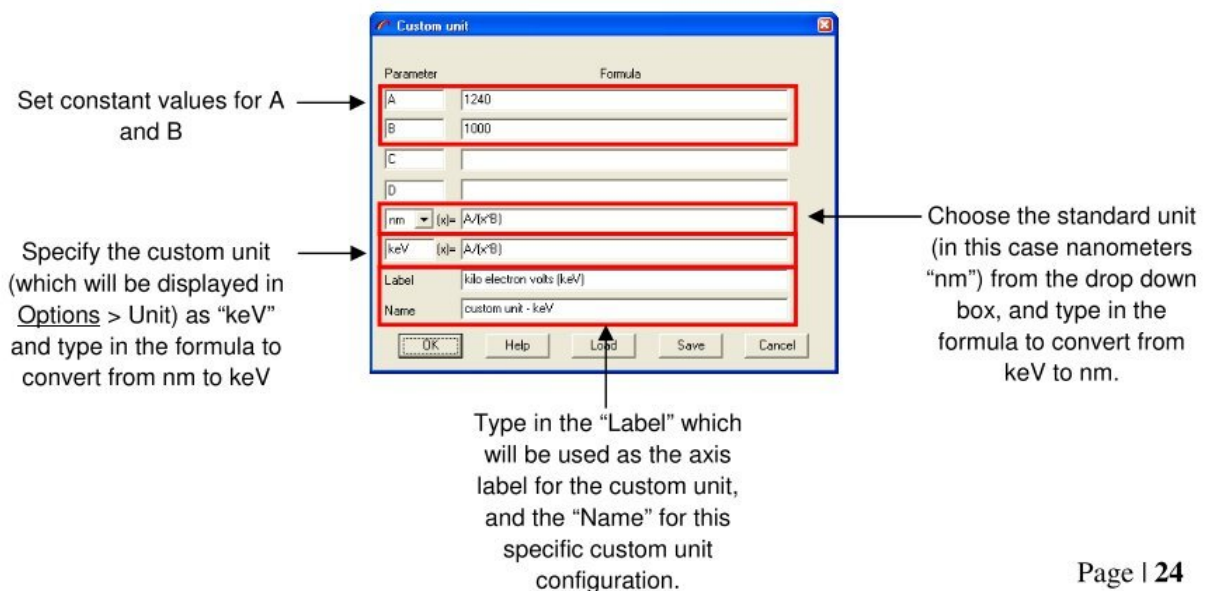 Custom unit
Parameter Formula
A 1240
B 1000
C
D
nm (x)= A/(x*B)
keV (x)= A/(x*B)
Label kilo electron volts (keV)
Name custom unit - keV
OK Help Load Save Cancel
Set constant values for A
and B
Specify the custom unit
(which will be displayed in
Options > Unit) as “keV”
and type in the formula to
convert from nm to keV
Choose the standard unit
(in this case nanometers
“nm”) from the drop down
box, and type in the
formula to convert from
keV to nm.
Type in the “Label” which
will be used as the axis
label for the custom unit,
and the “Name” for this
specific custom unit
configuration.
Page | 24